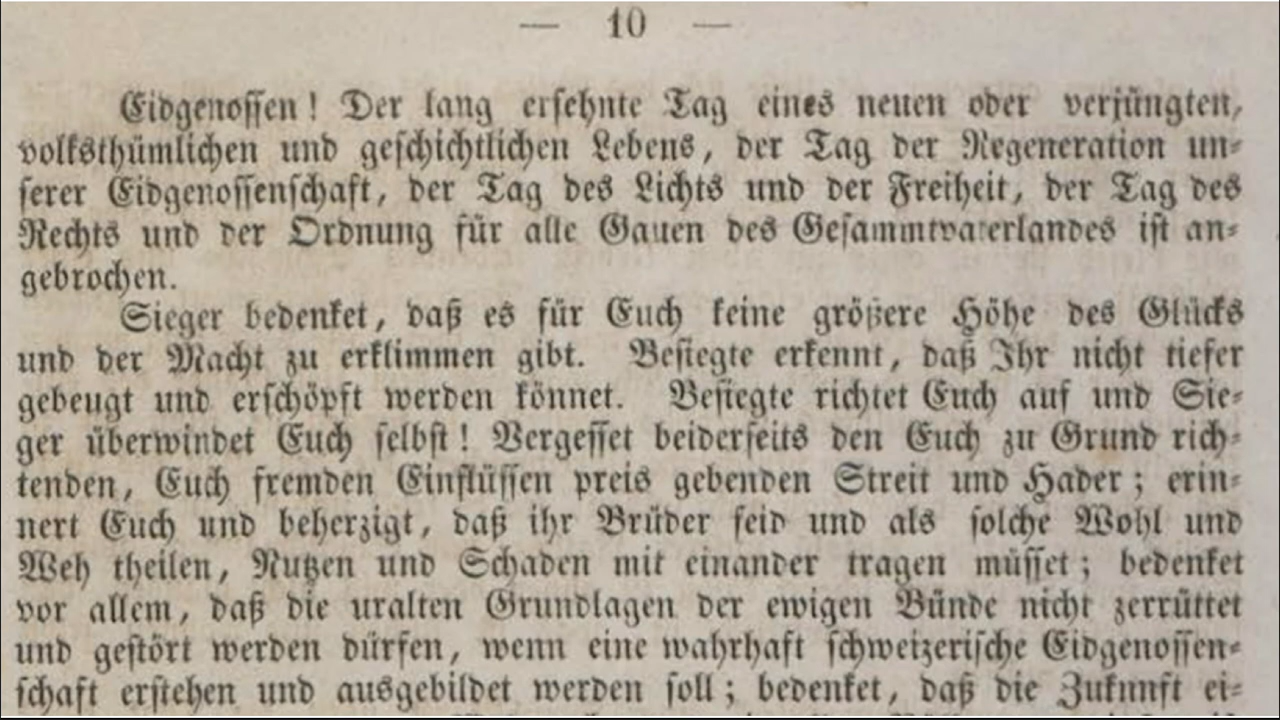 — 10 —
Eidgenossen! Der lang ersehnte Tag eines neuen oder verjüngten,
volksthümlichen und geschichtlichen Lebens, der Tag der Regeneration un-
serer Eidgenossenschaft, der Tag des Lichts und der Freiheit, der Tag des
Rechts und der Ordnung für alle Gauen des Gesammtvaterlandes ist an-
gebrochen.
Sieger bedenket, daß es für Euch keine größere Höhe des Glücks
und der Macht zu erklimmen gibt. Besiegte erkennt, daß Ihr nicht tiefer
gebeugt und erschöpft werden könnet. Besiegte richtet Euch auf und Sie-
ger überwindet Euch selbst! Vergesset beiderseits den Euch zu Grund rich-
tenden, Euch fremden Einflüssen preis gebenden Streit und Hader; erin-
nert Euch und beherzigt, daß ihr Brüder seid und als solche Wohl und
Weh theilen, Nutzen und Schaden mit einander tragen müsset; bedenket
vor allem, daß die uralten Grundlagen der ewigen Bünde nicht zerrüttet
und gestört werden dürfen, wenn eine wahrhaft schweizerische Eidgenossen-
schaft erstehen und ausgebildet werden soll; bedenket, daß die Zukunft ei-